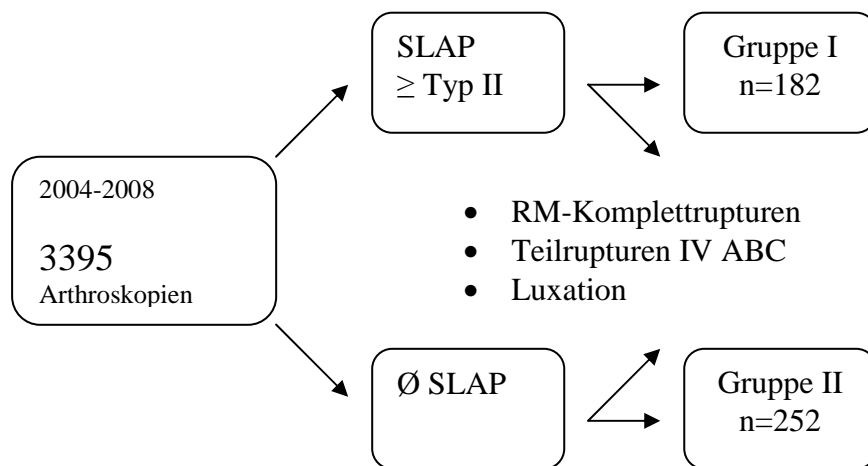 SLAP
≥ Typ II
Gruppe I
n=182
2004-2008
3395
Arthroskopien
• RM-Komplettrupturen
• Teilrupturen IV ABC
• Luxation
Ø SLAP
Gruppe II
n=252